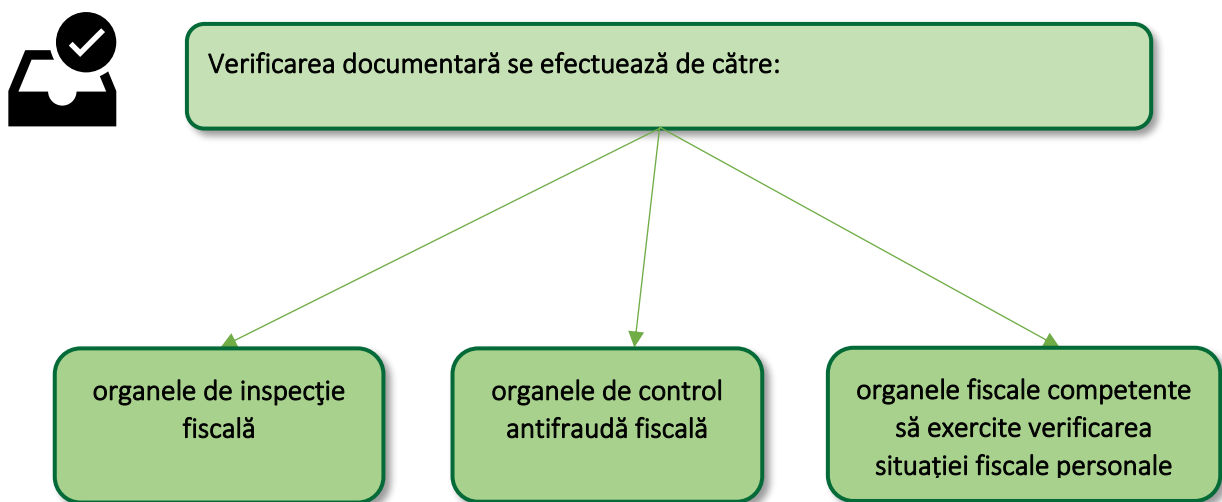 Verificarea documentară se efectuează de către:
organele de inspecţie
fiscală
organele de control
antifraudă fiscală
organele fiscale competente
să exercite verificarea
situației fiscale personale